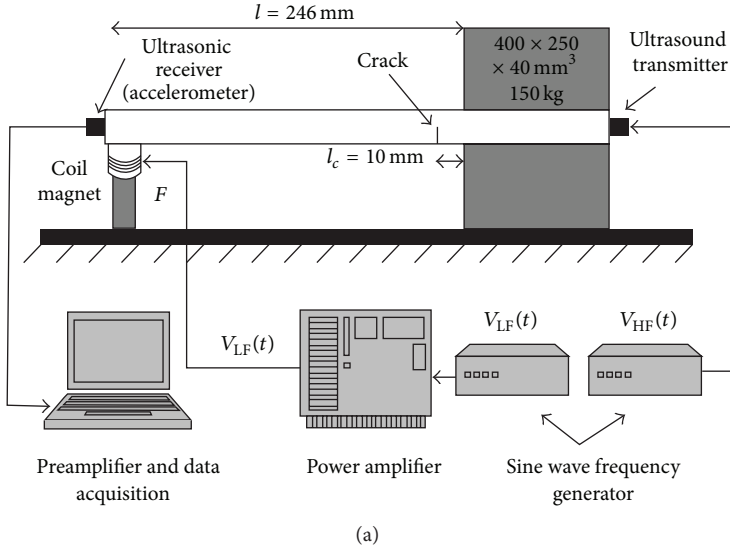 l = 246 mm
Ultrasonic
receiver
(accelerometer)
Crack
400 × 250
× 40 mm³
150 kg
Ultrasound
transmitter
l_c = 10 mm
Coil
magnet
F
V_LF(t)
V_LF(t)
V_HF(t)
Preamplifier and data
acquisition
Power amplifier
Sine wave frequency
generator
(a)